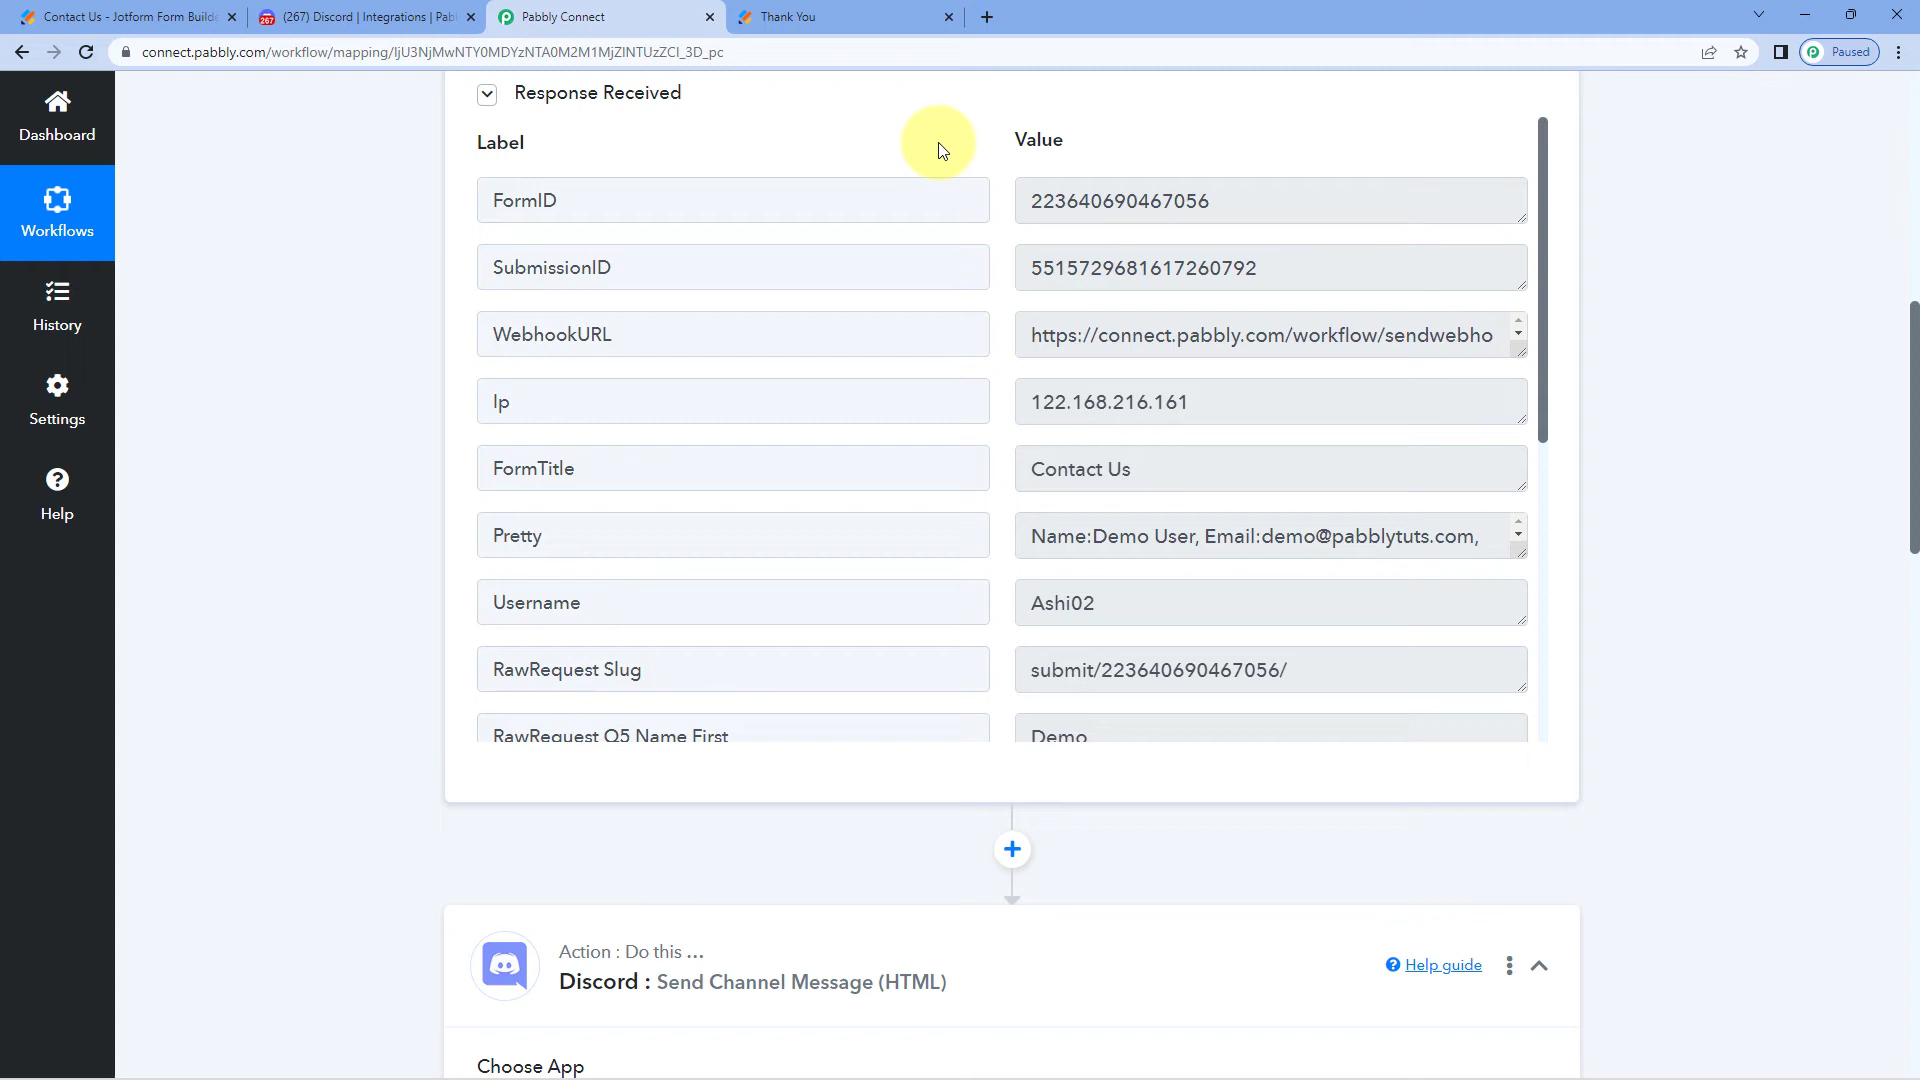 Contact Us - Jotform Form Builde
(267) Discord | Integrations | Pabl
Pabbly Connect
Thank You
connect.pabbly.com/workflow/mapping/IjU3NjMwNTY0MDYzNTA0M2M1MjZlNTUzZCI_3D_pc
Paused
Dashboard
Workflows
History
Settings
Help
Response Received
Label
Value
FormID
223640690467056
SubmissionID
5515729681617260792
WebhookURL
https://connect.pabbly.com/workflow/sendwebho
Ip
122.168.216.161
FormTitle
Contact Us
Pretty
Name:Demo User, Email:demo@pabblytuts.com,
Username
Ashi02
RawRequest Slug
submit/223640690467056/
RawRequest Q5 Name First
Demo
Action : Do this ...
Discord : Send Channel Message (HTML)
Help guide
Choose App